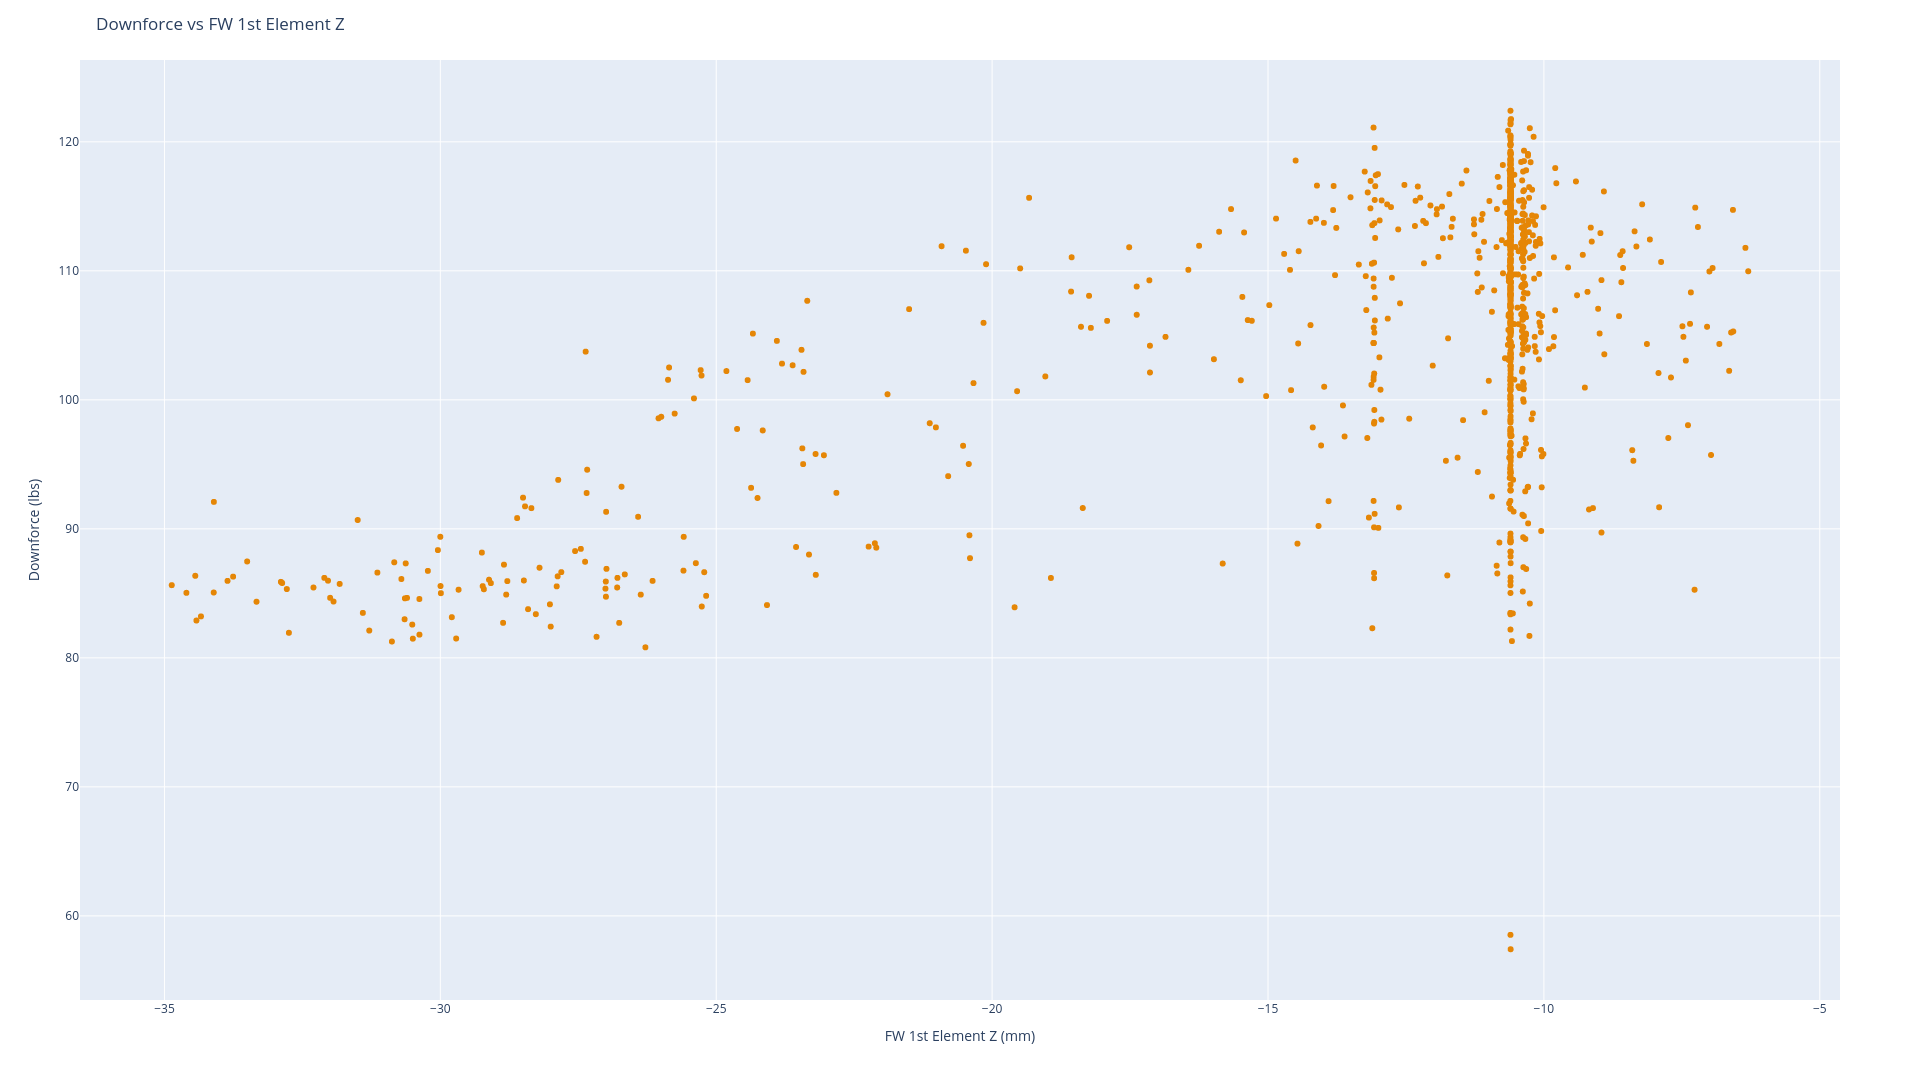 Downforce vs FW 1st Element Z
120
110
100
90
80
70
60
Downforce (lbs)
−35 −30 −25 −20 −15 −10 −5
FW 1st Element Z (mm)